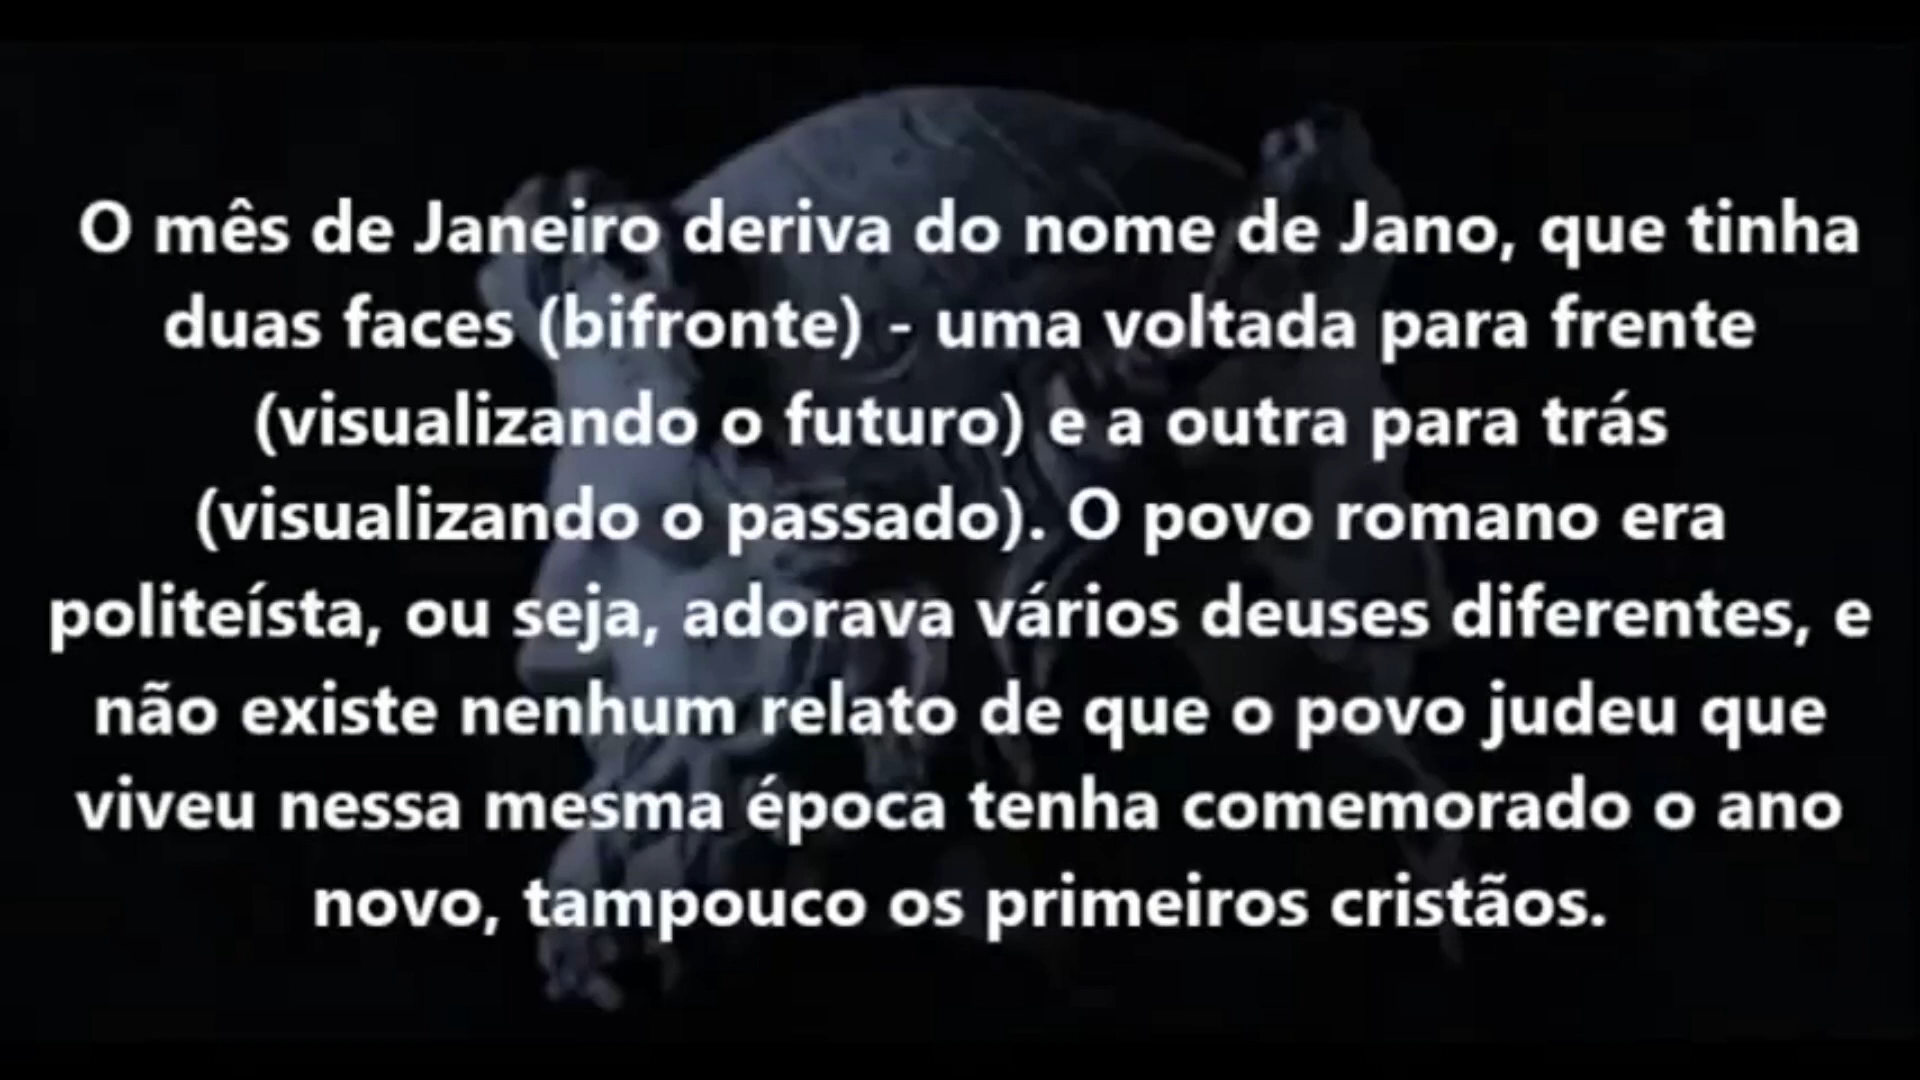 O mês de Janeiro deriva do nome de Jano, que tinha
duas faces (bifronte) - uma voltada para frente
(visualizando o futuro) e a outra para trás
(visualizando o passado). O povo romano era
politeísta, ou seja, adorava vários deuses diferentes, e
não existe nenhum relato de que o povo judeu que
viveu nessa mesma época tenha comemorado o ano
novo, tampouco os primeiros cristãos.